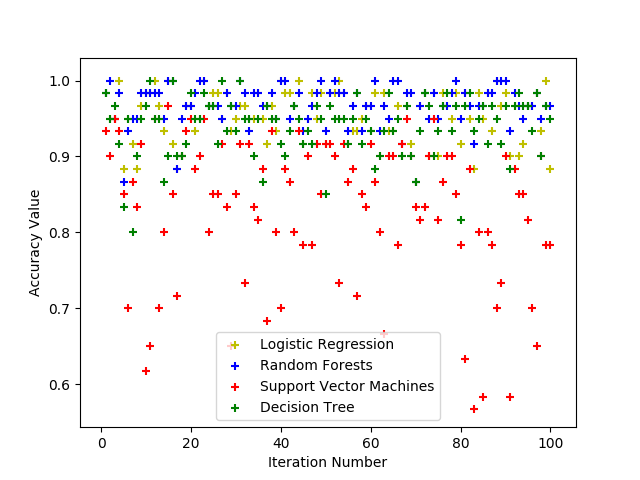 1.0
0.9
0.8
0.7
0.6
Accuracy Value
0
20
40
60
80
100
Iteration Number
Logistic Regression
Random Forests
Support Vector Machines
Decision Tree